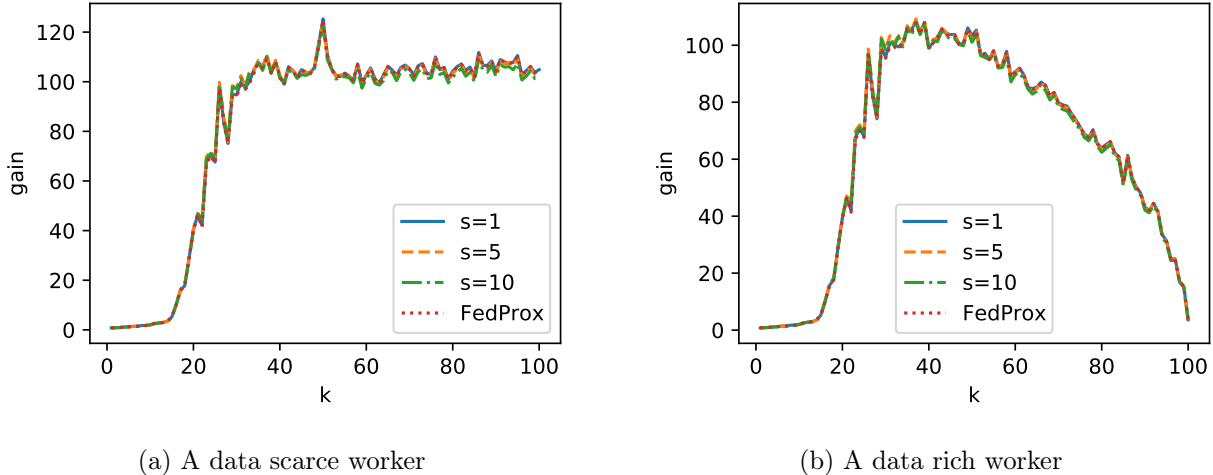 120
100
80
60
40
20
0
gain
0 20 40 60 80 100
k
s=1
s=5
s=10
FedProx
(a) A data scarce worker
100
80
60
40
20
0
gain
0 20 40 60 80 100
k
s=1
s=5
s=10
FedProx
(b) A data rich worker